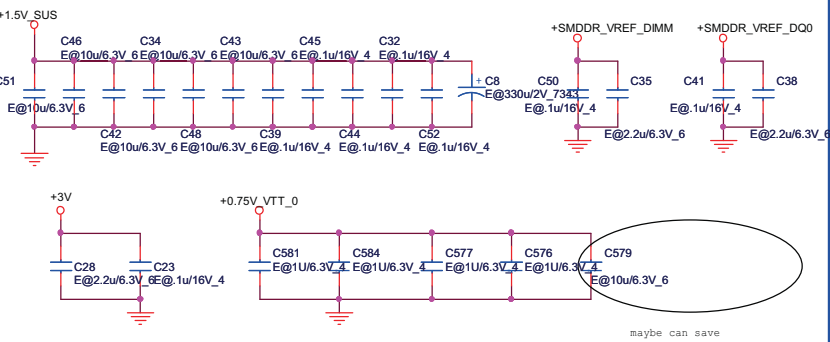 +1.5V_SUS
+SMDDR_VREF_DIMM
+SMDDR_VREF_DQ0
C46
E@10u/6.3V_6
C34
E@10u/6.3V_6
C43
E@10u/6.3V_6
C45
E@.1u/16V_4
C32
E@.1u/16V_4
C51
E@10u/6.3V_6
+
C8
E@330u/2V_7343
C50
E@.1u/16V_4
C35
E@2.2u/6.3V_6
C41
E@.1u/16V_4
C38
E@2.2u/6.3V_6
C42
E@10u/6.3V_6
C48
E@10u/6.3V_6
C39
E@.1u/16V_4
C44
E@.1u/16V_4
C52
E@.1u/16V_4
+3V
+0.75V_VTT_0
C28
E@2.2u/6.3V_6
C23
E@.1u/16V_4
C581
E@1U/6.3V_4
C584
E@1U/6.3V_4
C577
E@1U/6.3V_4
C576
E@1U/6.3V_4
C579
E@10u/6.3V_6
maybe can save